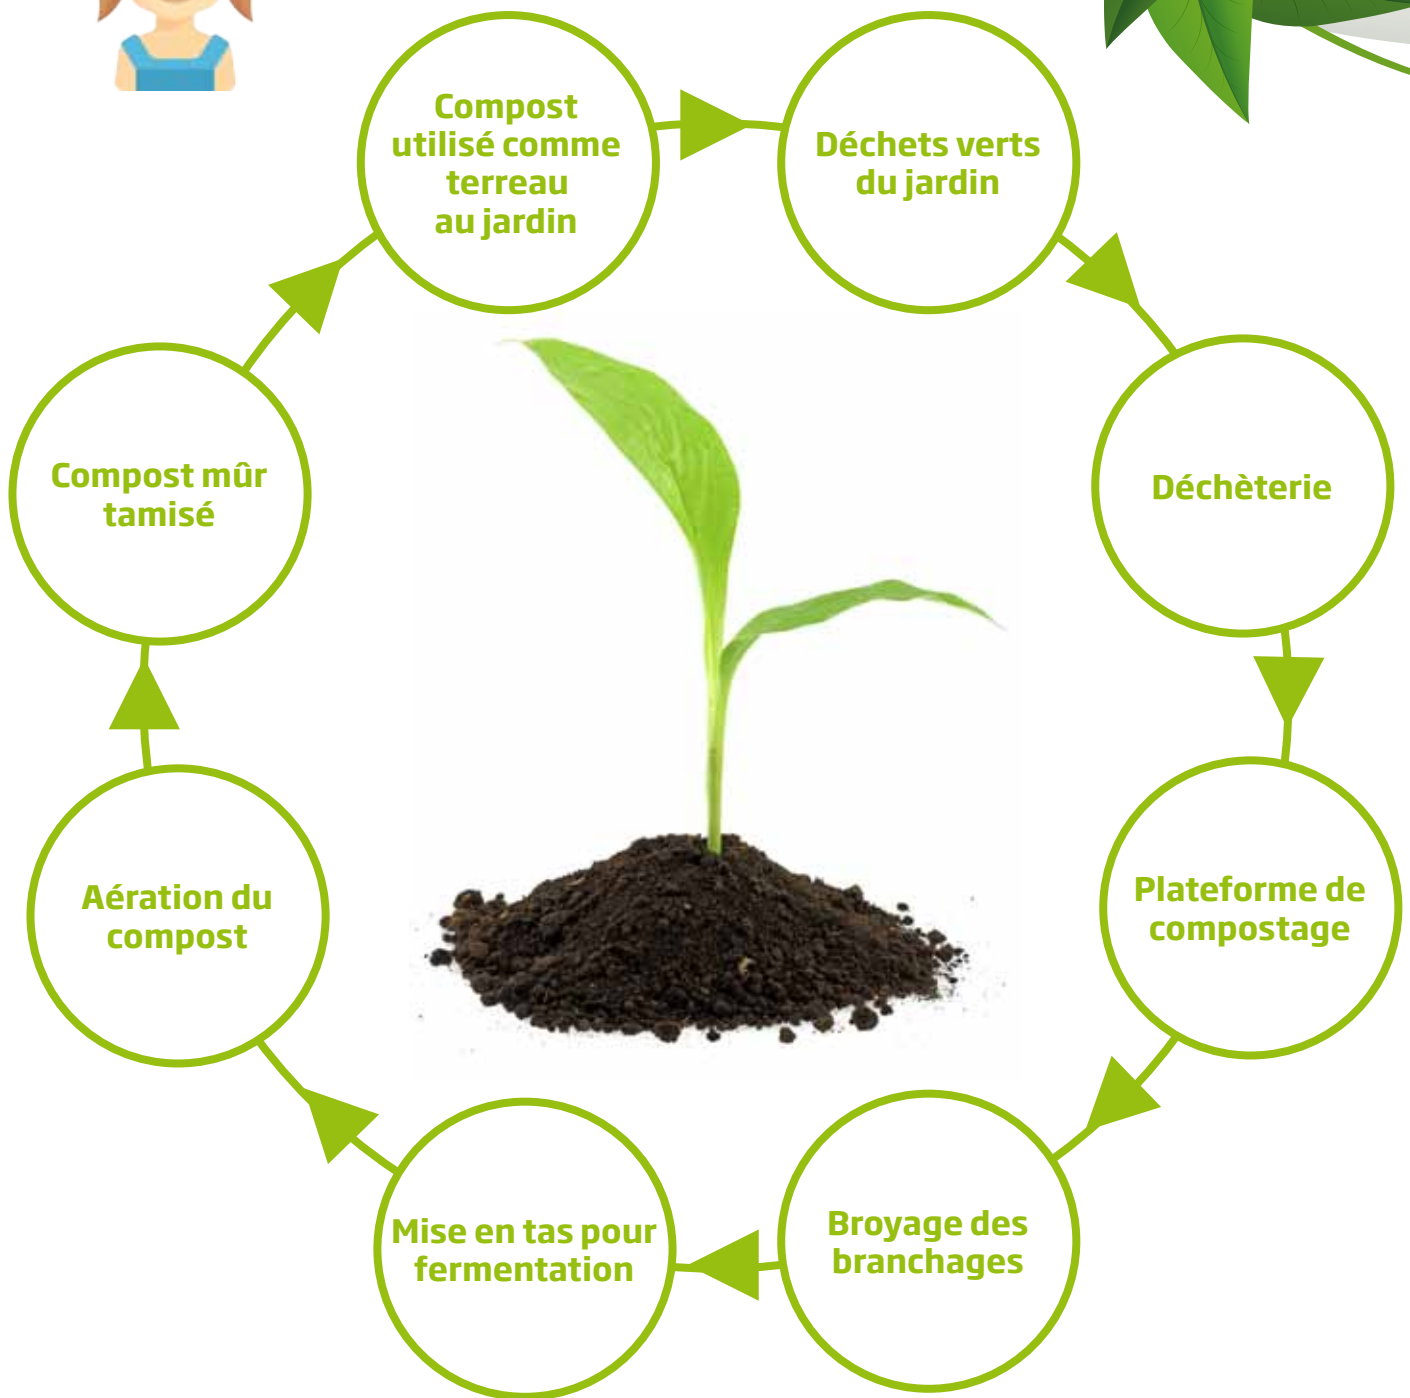 Compost
utilisé comme
terreau
au jardin
Déchets verts
du jardin
Déchèterie
Plateforme de
compostage
Broyage des
branchages
Mise en tas pour
fermentation
Aération du
compost
Compost mûr
tamisé